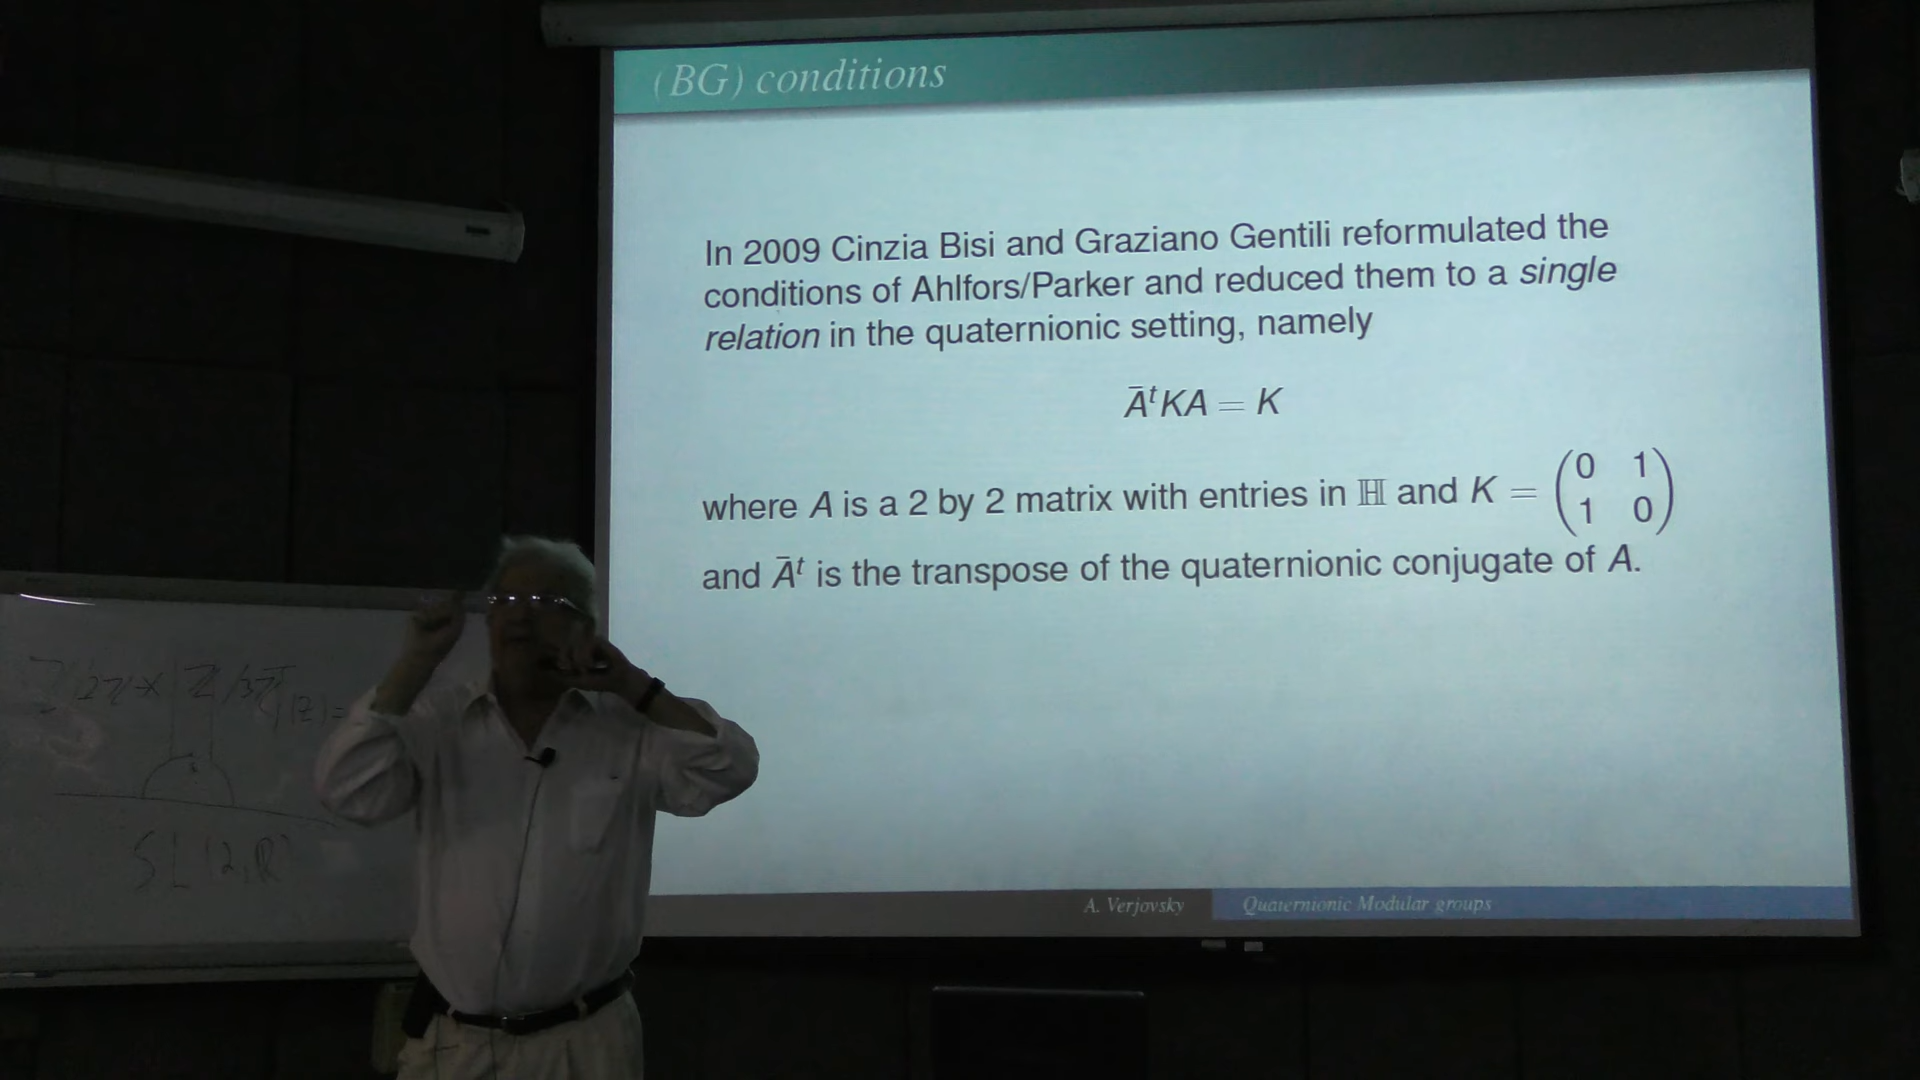 (BG) conditions
In 2009 Cinzia Bisi and Graziano Gentili reformulated the
conditions of Ahlfors/Parker and reduced them to a single
relation in the quaternionic setting, namely
Āᵗ KA = K
where A is a 2 by 2 matrix with entries in ℍ and K = (0 1
1 0)
and Āᵗ is the transpose of the quaternionic conjugate of A.
A. Verjovsky Quaternionic Modular groups
SL(2,R)